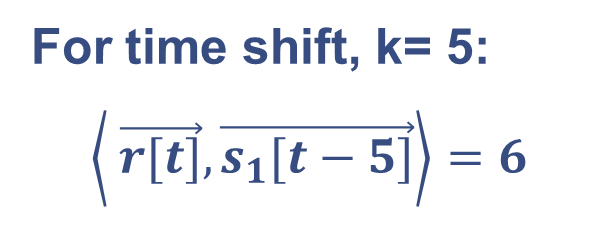 For time shift, k= 5:
⟨r[t]⃗, s₁[t − 5]⃗⟩ = 6